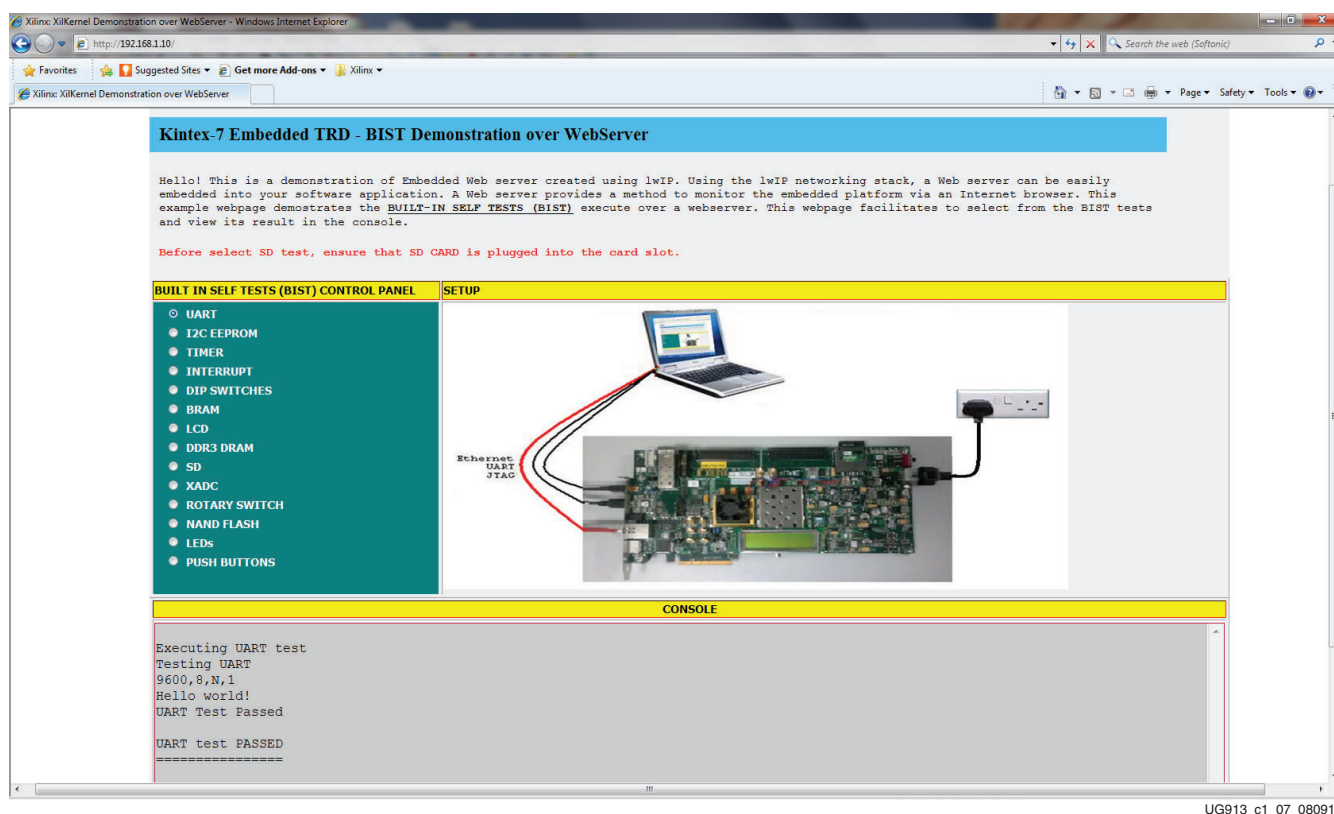 Xilinx: XilKernel Demonstration over WebServer - Windows Internet Explorer
http://192.168.1.10/
Search the web (Softonic)
Favorites
Suggested Sites
Get more Add-ons
Xilinx
Xilinx: XilKernel Demonstration over WebServer
Page
Safety
Tools
Kintex-7 Embedded TRD - BIST Demonstration over WebServer
Hello! This is a demonstration of Embedded Web server created using lwIP. Using the lwIP networking stack, a Web server can be easily
embedded into your software application. A Web server provides a method to monitor the embedded platform via an Internet browser. This
example webpage demostrates the BUILT-IN SELF TESTS (BIST) execute over a webserver. This webpage facilitates to select from the BIST tests
and view its result in the console.
Before select SD test, ensure that SD CARD is plugged into the card slot.
BUILT IN SELF TESTS (BIST) CONTROL PANEL
SETUP
UART
I2C EEPROM
TIMER
INTERRUPT
DIP SWITCHES
BRAM
LCD
DDR3 DRAM
SD
XADC
ROTARY SWITCH
NAND FLASH
LEDs
PUSH BUTTONS
Ethernet
UART
JTAG
CONSOLE
Executing UART test
Testing UART
9600,8,N,1
Hello world!
UART Test Passed
UART test PASSED
================
UG913_c1_07_08091